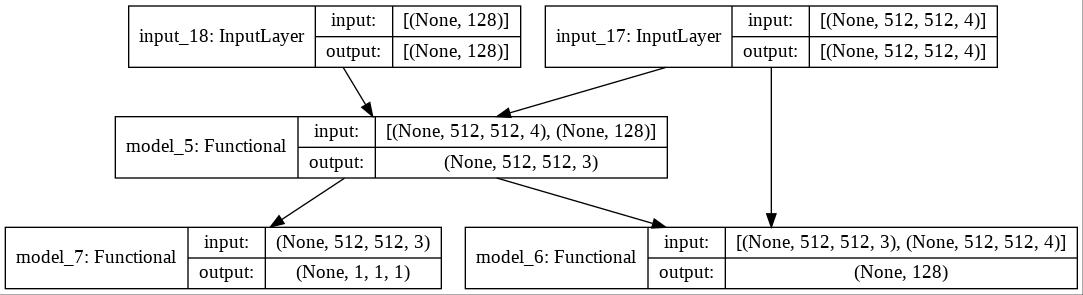 input_18: InputLayer
input: [(None, 128)]
output: [(None, 128)]
input_17: InputLayer
input: [(None, 512, 512, 4)]
output: [(None, 512, 512, 4)]
model_5: Functional
input: [(None, 512, 512, 4), (None, 128)]
output: (None, 512, 512, 3)
model_7: Functional
input: (None, 512, 512, 3)
output: (None, 1, 1, 1)
model_6: Functional
input: [(None, 512, 512, 3), (None, 512, 512, 4)]
output: (None, 128)